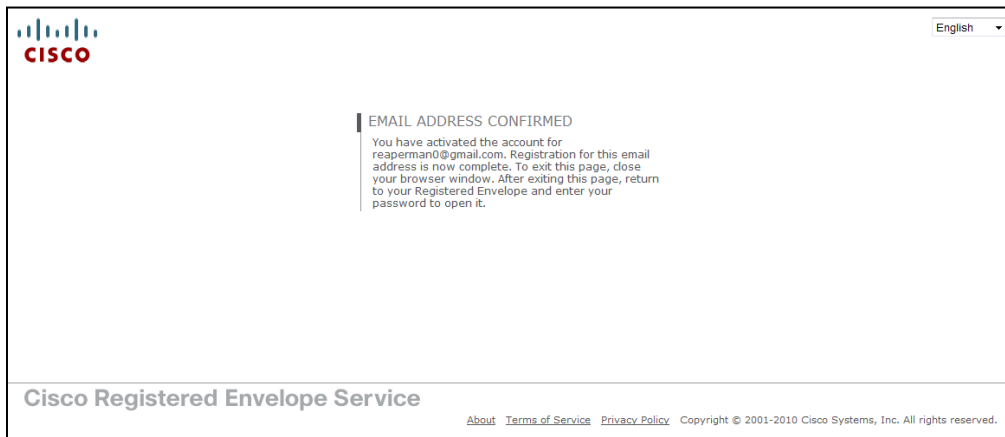 CISCO
English
EMAIL ADDRESS CONFIRMED
You have activated the account for
reaperman0@gmail.com. Registration for this email
address is now complete. To exit this page, close
your browser window. After exiting this page, return
to your Registered Envelope and enter your
password to open it.
Cisco Registered Envelope Service
About Terms of Service Privacy Policy Copyright © 2001-2010 Cisco Systems, Inc. All rights reserved.